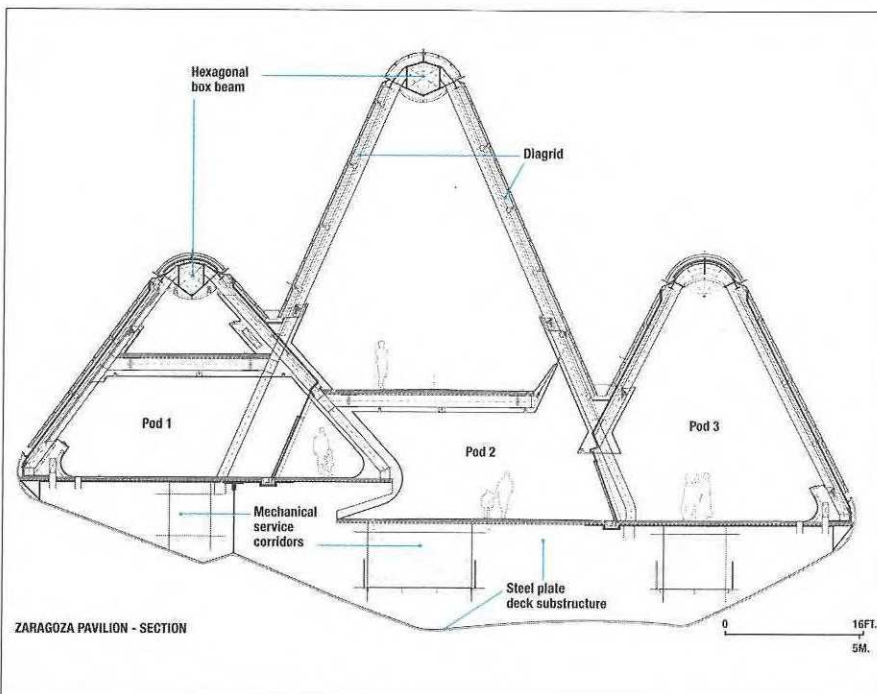 Hexagonal
box beam
Diagrid
Pod 1
Pod 2
Pod 3
Mechanical
service
corridors
Steel plate
deck substructure
ZARAGOZA PAVILION - SECTION
0 16FT.
5M.